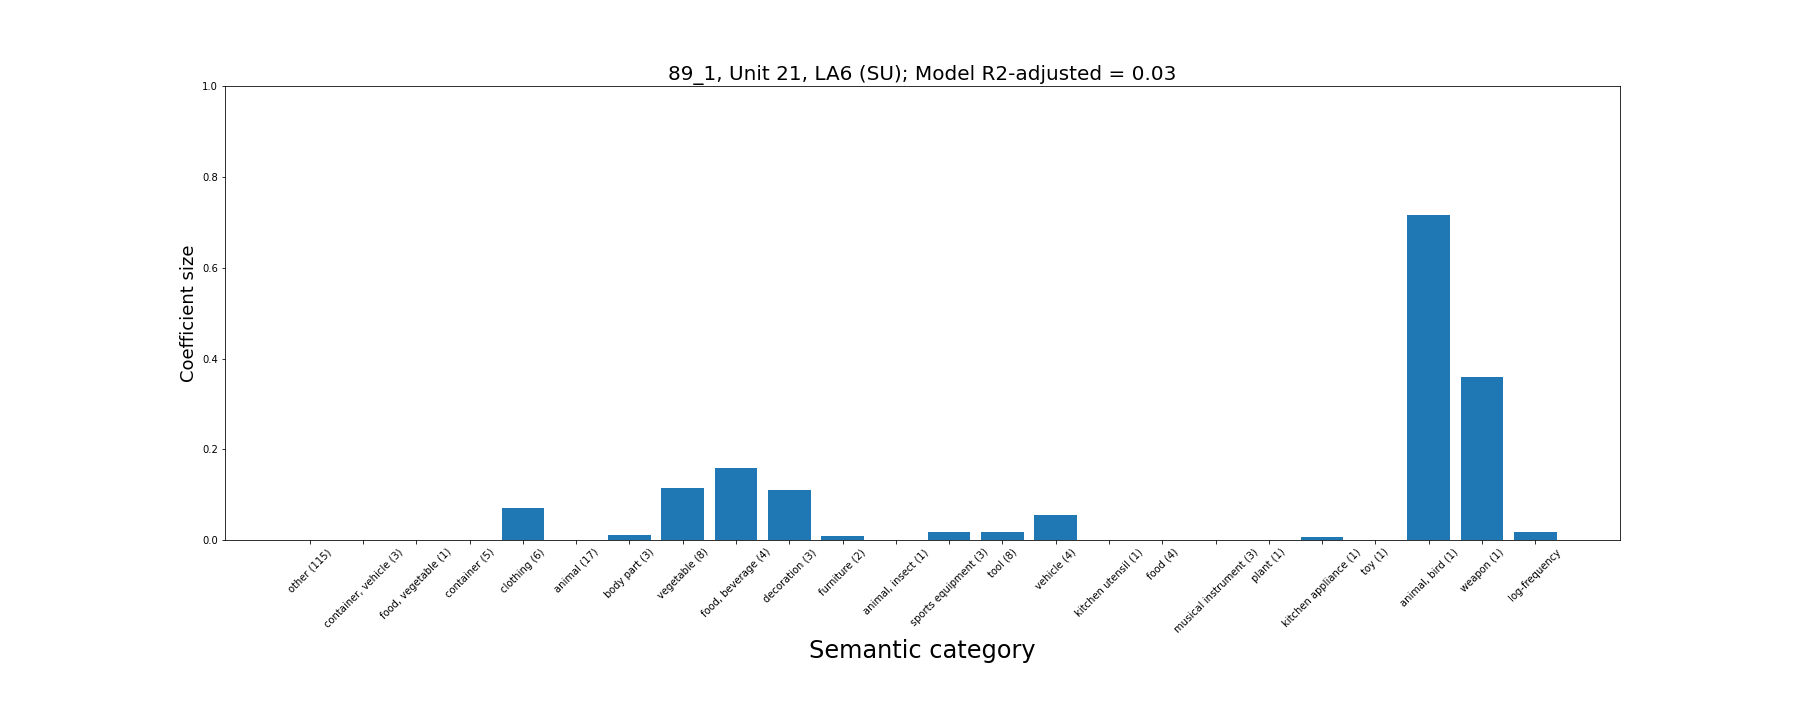 89_1, Unit 21, LA6 (SU); Model R2-adjusted = 0.03
Coefficient size
1.0
0.8
0.6
0.4
0.2
0.0
other (115)
container, vehicle (3)
food, vegetable (1)
container (5)
clothing (6)
animal (17)
body part (3)
vegetable (8)
food, beverage (4)
decoration (3)
furniture (2)
animal, insect (1)
sports equipment (3)
tool (8)
vehicle (4)
kitchen utensil (1)
food (4)
musical instrument (3)
plant (1)
kitchen appliance (1)
toy (1)
animal, bird (1)
weapon (1)
log-frequency
Semantic category